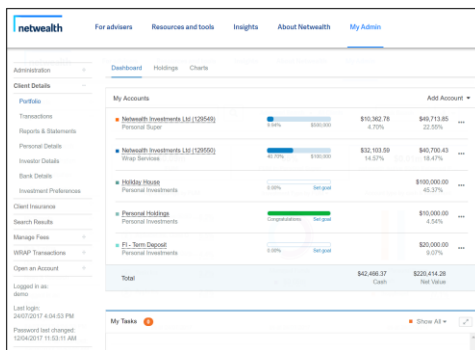 netwealth
For advisers Resources and tools Insights About Netwealth My Admin
Administration
Client Details
Portfolio
Transactions
Reports & Statements
Personal Details
Investor Details
Bank Details
Investment Preferences
Client Insurance
Search Results
Manage Fees
WRAP Transactions
Open an Account
Logged in as:
demo
Last login:
24/07/2017 4:04:53 PM
Password last changed:
12/04/2017 11:53:11 AM
Dashboard Holdings Charts
My Accounts Add Account
Netwealth Investments Ltd (129549) $10,362.78 $49,713.85
Personal Super $500,000 4.70% 22.55%
Netwealth Investments Ltd (129550) $32,103.59 $40,700.43
Wrap Services 40.70% $100,000 14.57% 18.47%
Holiday House $100,000.00
Personal Investments 0.00% Set goal 45.37%
Personal Holdings $10,000.00
Personal Investments Congratulations Set goal 4.54%
FI - Term Deposit $20,000.00
Personal Investments 0.00% Set goal 9.07%
Total $42,466.37 $220,414.28
Cash Net Value
My Tasks Show All